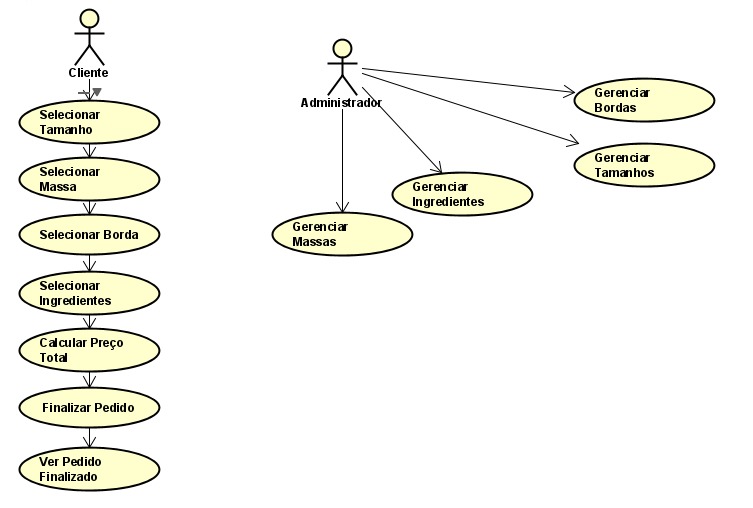 Cliente
Selecionar
Tamanho
Selecionar
Massa
Selecionar Borda
Selecionar
Ingredientes
Calcular Preço
Total
Finalizar Pedido
Ver Pedido
Finalizado
Administrador
Gerenciar
Bordas
Gerenciar
Tamanhos
Gerenciar
Ingredientes
Gerenciar
Massas